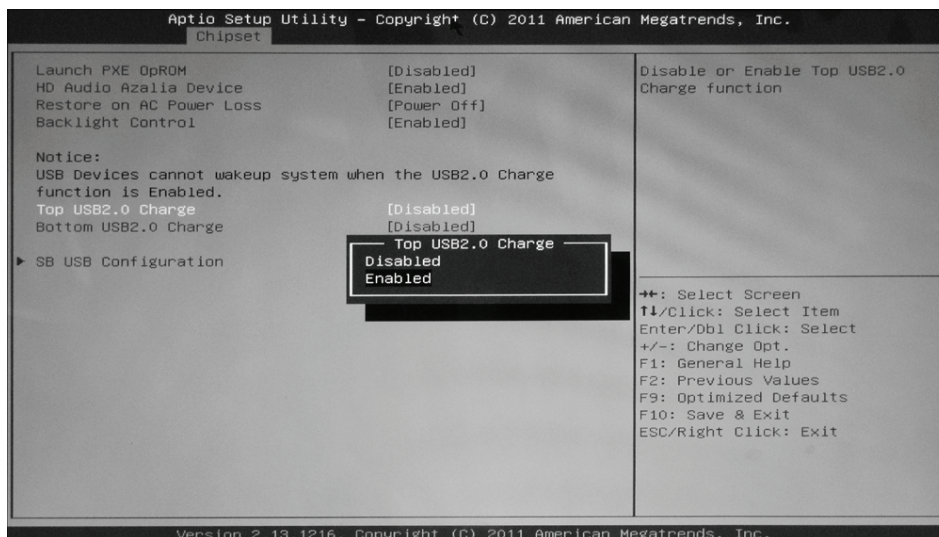 Aptio Setup Utility – Copyright (C) 2011 American Megatrends, Inc.
Chipset
Launch PXE OpROM [Disabled]
HD Audio Azalia Device [Enabled]
Restore on AC Power Loss [Power Off]
Backlight Control [Enabled]
Notice:
USB Devices cannot wakeup system when the USB2.0 Charge
function is Enabled.
Top USB2.0 Charge [Disabled]
Bottom USB2.0 Charge [Disabled]
SB USB Configuration
Top USB2.0 Charge
Disabled
Enabled
Disable or Enable Top USB2.0
Charge function
→←: Select Screen
↑↓/Click: Select Item
Enter/Dbl Click: Select
+/-: Change Opt.
F1: General Help
F2: Previous Values
F9: Optimized Defaults
F10: Save & Exit
ESC/Right Click: Exit
Version 2.13.1216. Copyright (C) 2011 American Megatrends, Inc.